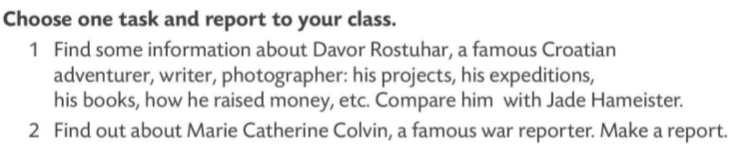 Choose one task and report to your class.
1 Find some information about Davor Rostuhar, a famous Croatian
adventurer, writer, photographer: his projects, his expeditions,
his books, how he raised money, etc. Compare him with Jade Hameister.
2 Find out about Marie Catherine Colvin, a famous war reporter. Make a report.